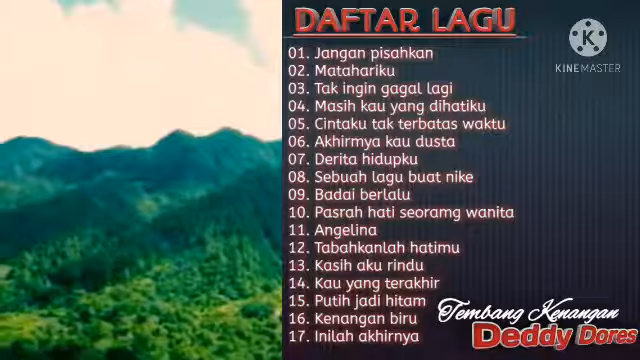 DAFTAR LAGU
KINEMASTER
01. Jangan pisahkan
02. Matahariku
03. Tak ingin gagal lagi
04. Masih kau yang dihatiku
05. Cintaku tak terbatas waktu
06. Akhirmya kau dusta
07. Derita hidupku
08. Sebuah lagu buat nike
09. Badai berlalu
10. Pasrah hati seoramg wanita
11. Angelina
12. Tabahkanlah hatimu
13. Kasih aku rindu
14. Kau yang terakhir
15. Putih jadi hitam
16. Kenangan biru
17. Inilah akhirnya
Tembang Kenangan
Deddy Dores